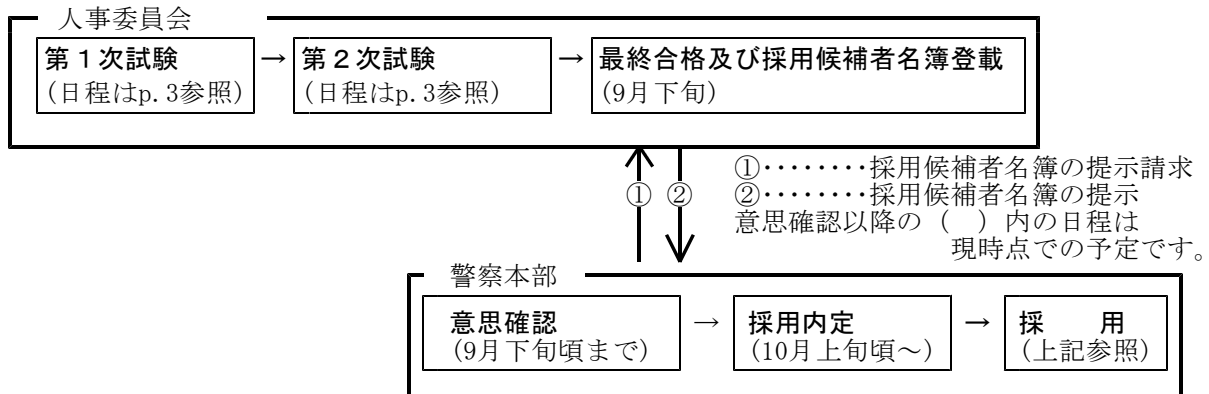 人事委員会
第１次試験 → 第２次試験 → 最終合格及び採用候補者名簿登載
(日程はp.3参照) (日程はp.3参照) (9月下旬)
①････････採用候補者名簿の提示請求
① ② ②････････採用候補者名簿の提示
意思確認以降の（　）内の日程は
現時点での予定です。
警察本部
意思確認 → 採用内定 → 採　　用
(9月下旬頃まで) (10月上旬頃～) (上記参照)